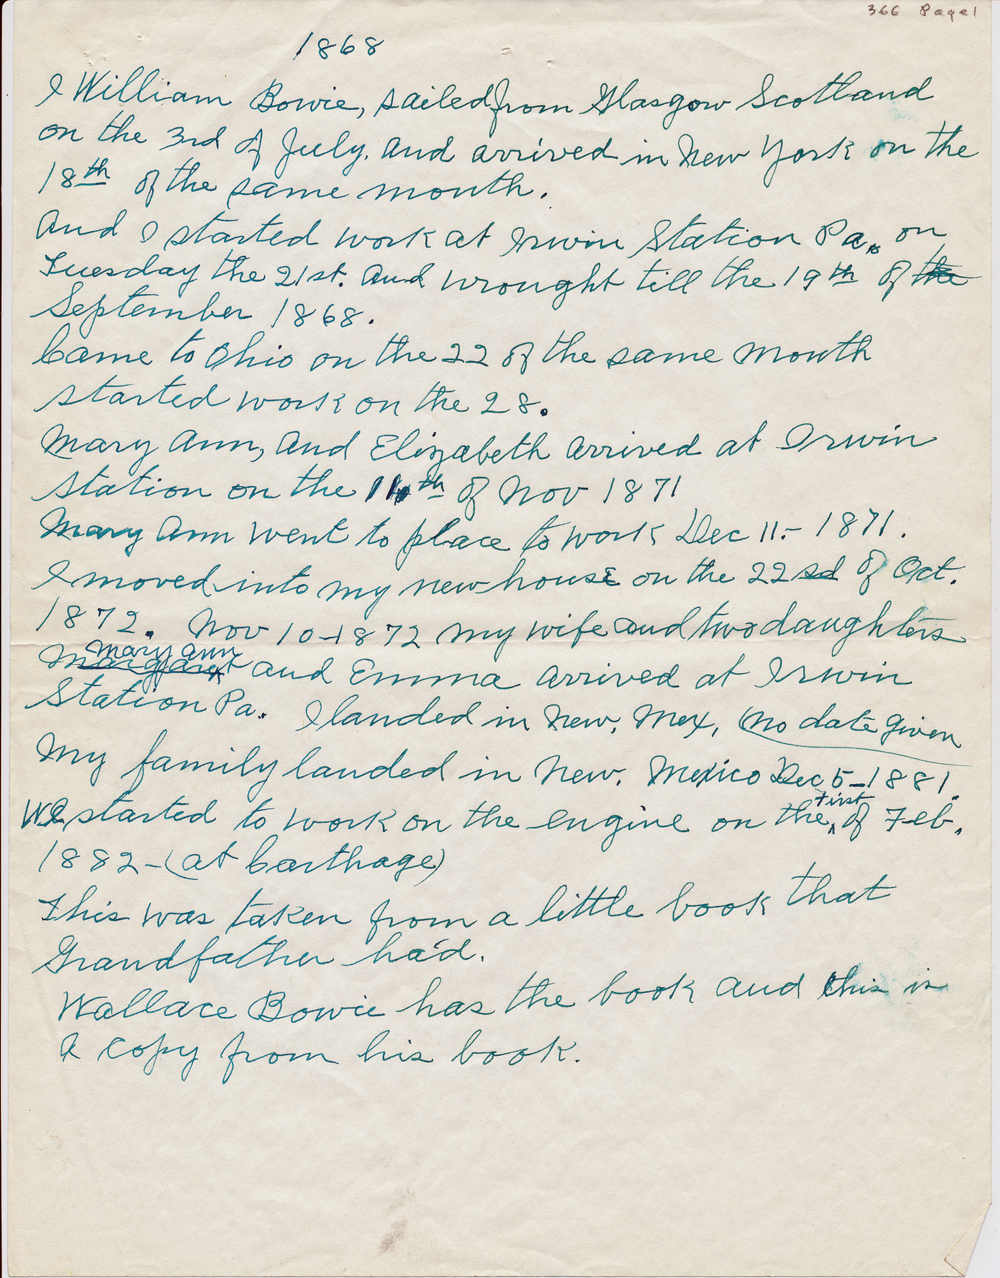 366 Page 1
1868
I William Bowie, sailed from Glasgow Scotland
on the 3rd of July. and arrived in New York on the
18th of the same month.
And I started work at Irwin Station Pa. on
Tuesday the 21st. and wrought till the 19th of the
September 1868.
Came to Ohio on the 22 of the same month
started work on the 28.
Mary Ann, and Elizabeth arrived at Irwin
Station on the 14th of Nov 1871
Mary Ann went to place to work Dec 11.- 1871.
I moved into my new house on the 22sd of Oct.
1872. Nov 10-1872 my wife and two daughters
Mary Ann
Margaret and Emma arrived at Irwin
Station Pa. I landed in New. Mex, (no date given
My family landed in New. Mexico Dec 5-1881.
We started to work on the engine on the first of Feb.
1882-(at Carthage)
This was taken from a little book that
Grandfather had.
Wallace Bowie has the book and this is
A copy from his book.